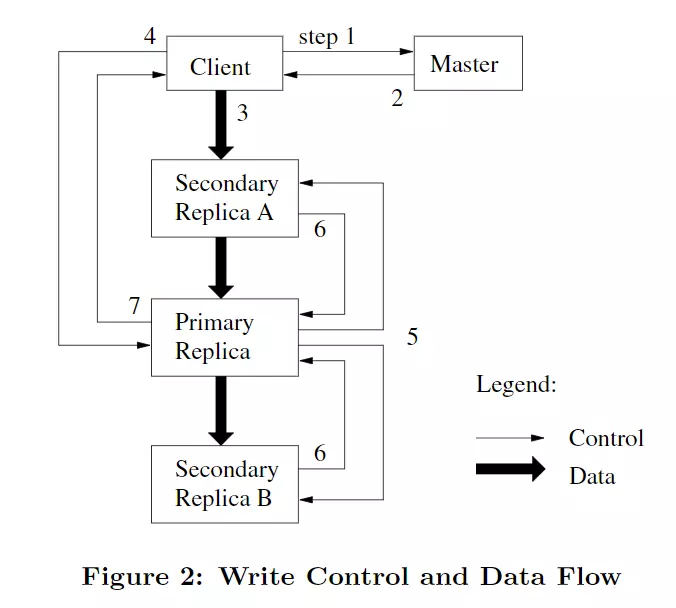 4
step 1
Client
Master
2
3
Secondary
Replica A
6
7
Primary
Replica
5
Legend:
Control
6
Secondary
Replica B
Data
Figure 2: Write Control and Data Flow